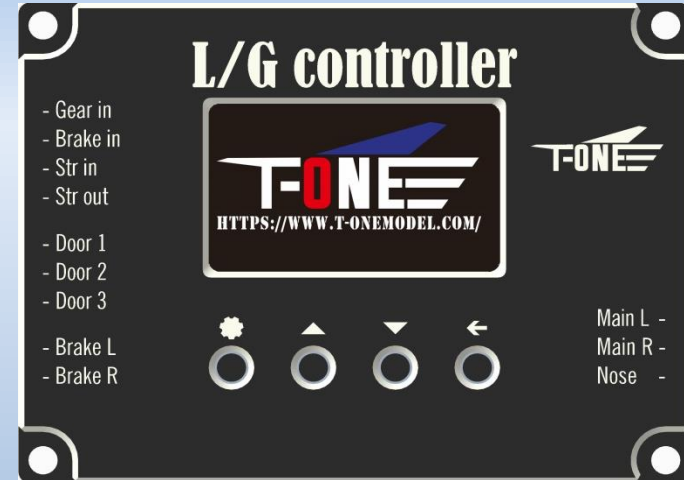 L/G controller
- Gear in
- Brake in
- Str in
- Str out
- Door 1
- Door 2
- Door 3
- Brake L
- Brake R
T-ONE
HTTPS://WWW.T-ONEMODEL.COM/
T-ONE
Main L -
Main R -
Nose -